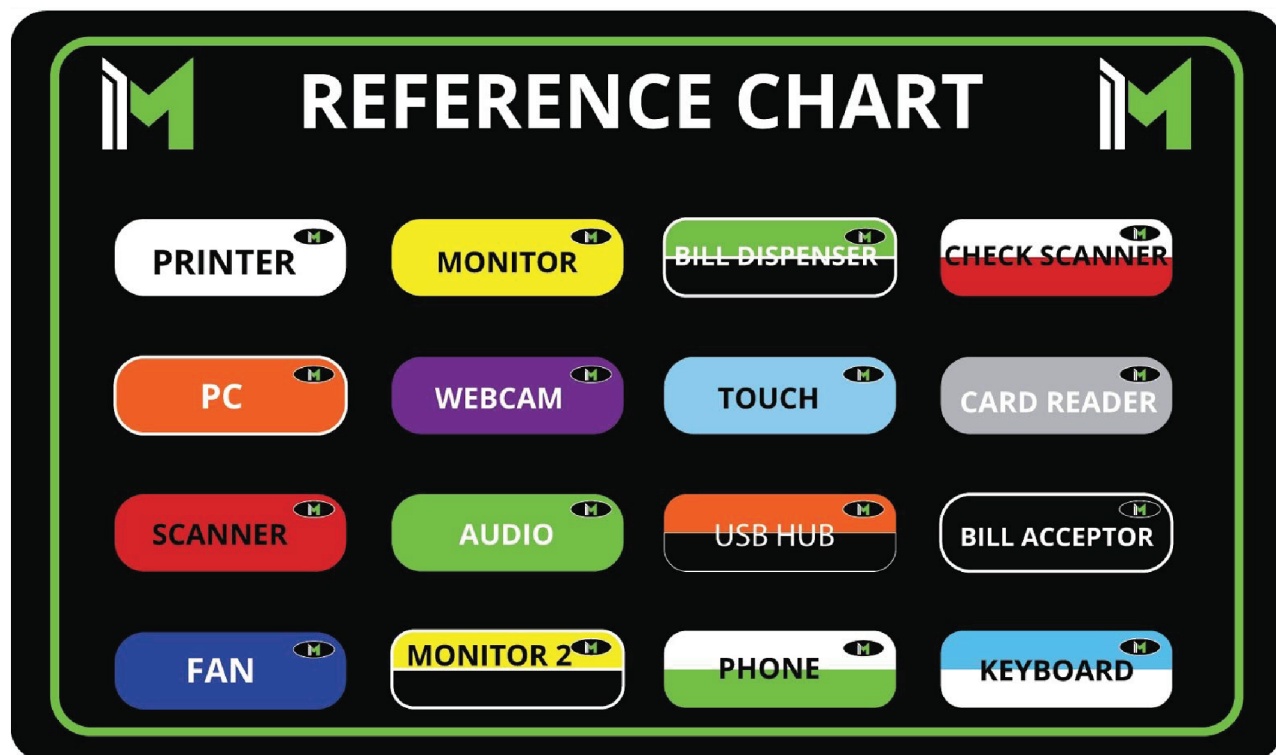 REFERENCE CHART
PRINTER
MONITOR
BILL DISPENSER
CHECK SCANNER
PC
WEBCAM
TOUCH
CARD READER
SCANNER
AUDIO
USB HUB
BILL ACCEPTOR
FAN
MONITOR 2
PHONE
KEYBOARD